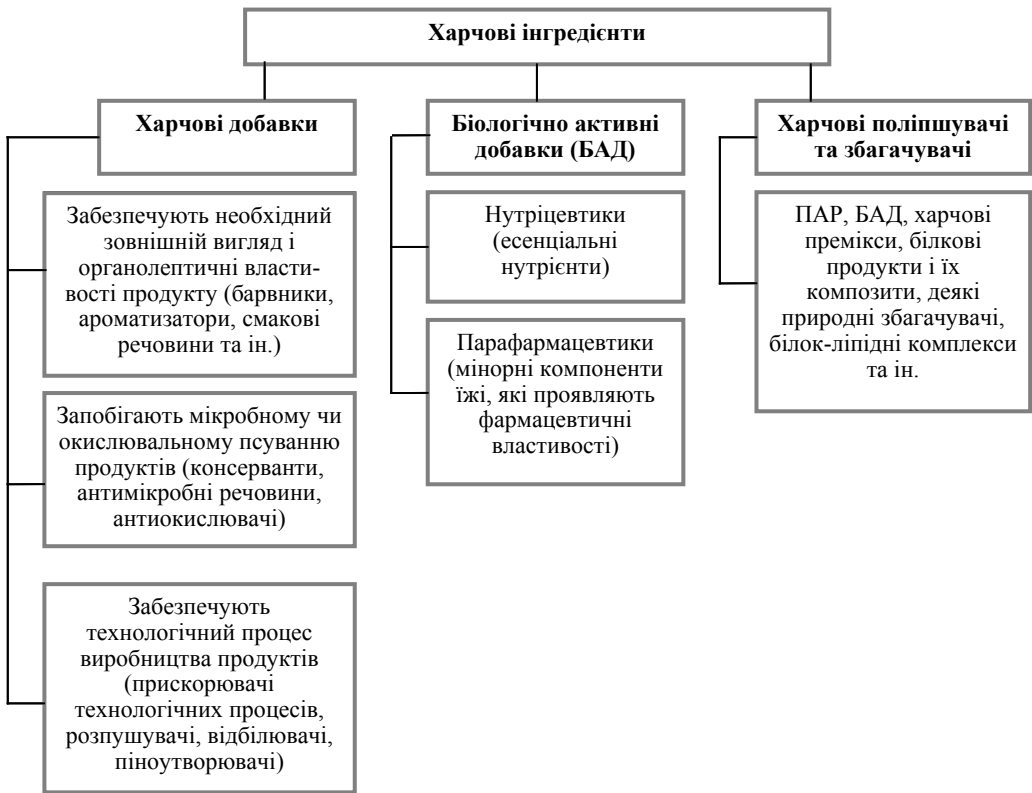 Харчові інгредієнти
Харчові добавки
Забезпечують необхідний
зовнішній вигляд і
органолептичні власти-
вості продукту (барвники,
ароматизатори, смакові
речовини та ін.)
Запобігають мікробному чи
окислювальному псуванню
продуктів (консерванти,
антимікробні речовини,
антиокислювачі)
Забезпечують
технологічний процес
виробництва продуктів
(прискорювачі
технологічних процесів,
розпушувачі, відбілювачі,
піноутворювачі)
Біологічно активні
добавки (БАД)
Нутріцевтики
(есенціальні
нутрієнти)
Парафармацевтики
(мінорні компоненти
їжі, які проявляють
фармацевтичні
властивості)
Харчові поліпшувачі
та збагачувачі
ПАР, БАД, харчові
премікси, білкові
продукти і їх
композити, деякі
природні збагачувачі,
білок-ліпідні комплекси
та ін.